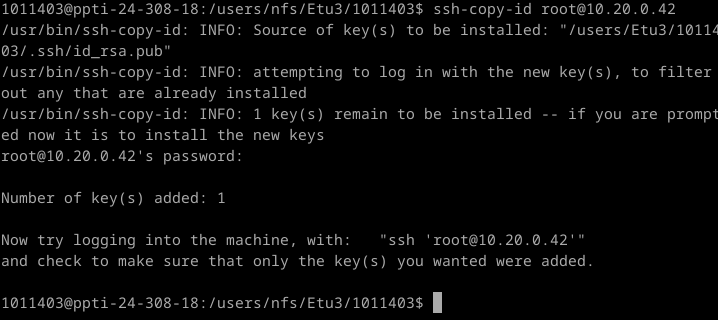 1011403@ppti-24-308-18:/users/nfs/Etu3/1011403$ ssh-copy-id root@10.20.0.42
/usr/bin/ssh-copy-id: INFO: Source of key(s) to be installed: "/users/Etu3/10114
03/.ssh/id_rsa.pub"
/usr/bin/ssh-copy-id: INFO: attempting to log in with the new key(s), to filter
out any that are already installed
/usr/bin/ssh-copy-id: INFO: 1 key(s) remain to be installed -- if you are prompt
ed now it is to install the new keys
root@10.20.0.42's password:
Number of key(s) added: 1
Now try logging into the machine, with:   "ssh 'root@10.20.0.42'"
and check to make sure that only the key(s) you wanted were added.
1011403@ppti-24-308-18:/users/nfs/Etu3/1011403$